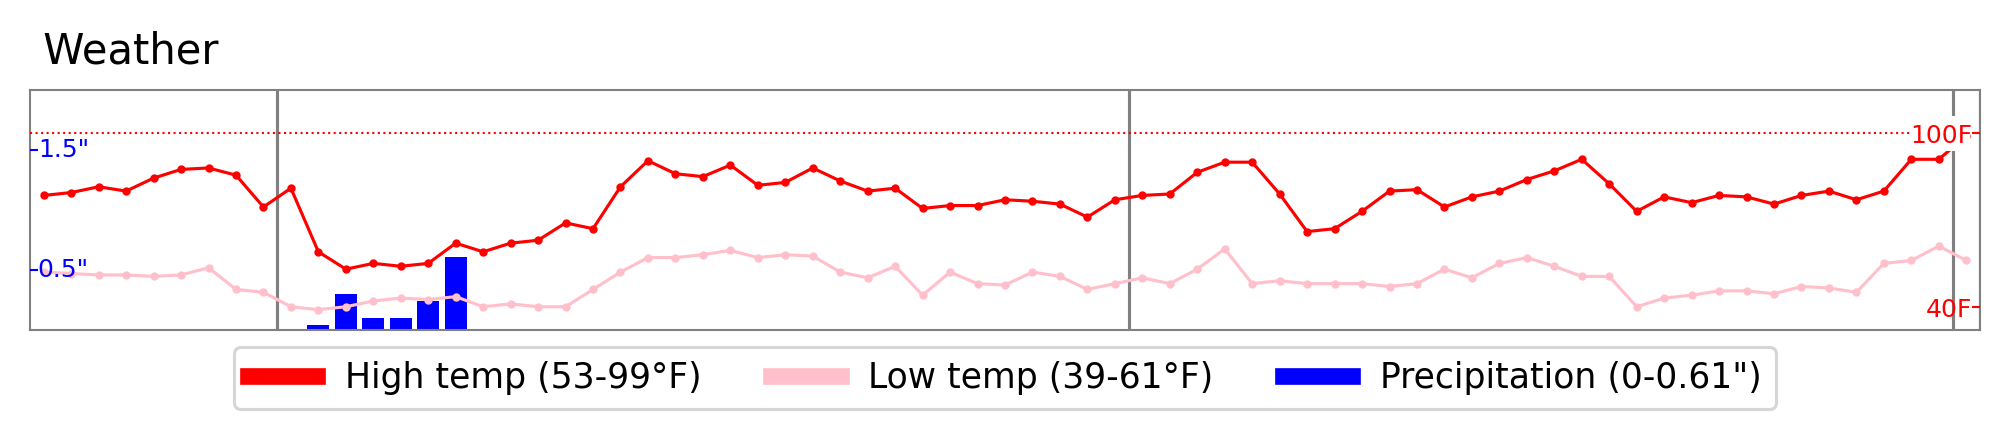 Weather
1.5"
100F
0.5"
40F
High temp (53-99°F) Low temp (39-61°F) Precipitation (0-0.61")